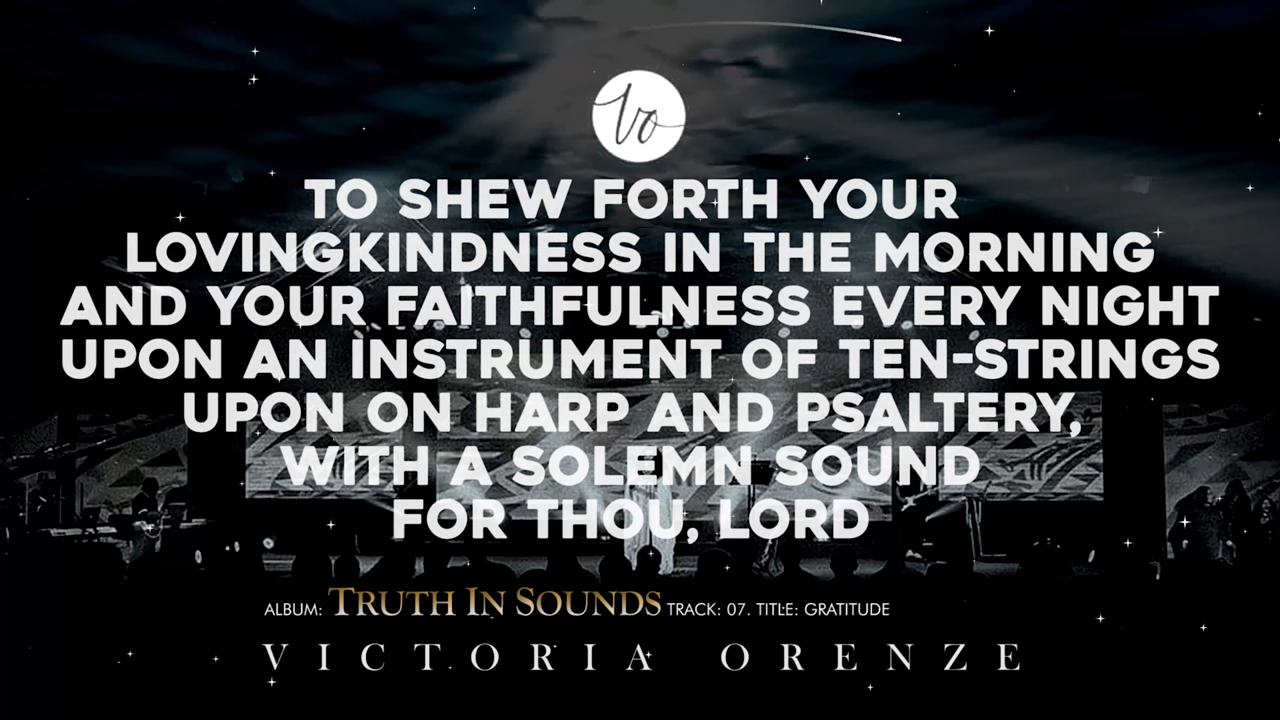 vo
TO SHEW FORTH YOUR
LOVINGKINDNESS IN THE MORNING
AND YOUR FAITHFULNESS EVERY NIGHT
UPON AN INSTRUMENT OF TEN-STRINGS
UPON ON HARP AND PSALTERY,
WITH A SOLEMN SOUND
FOR THOU, LORD
ALBUM: TRUTH IN SOUNDS TRACK: 07. TITLE: GRATITUDE
VICTORIA ORENZE